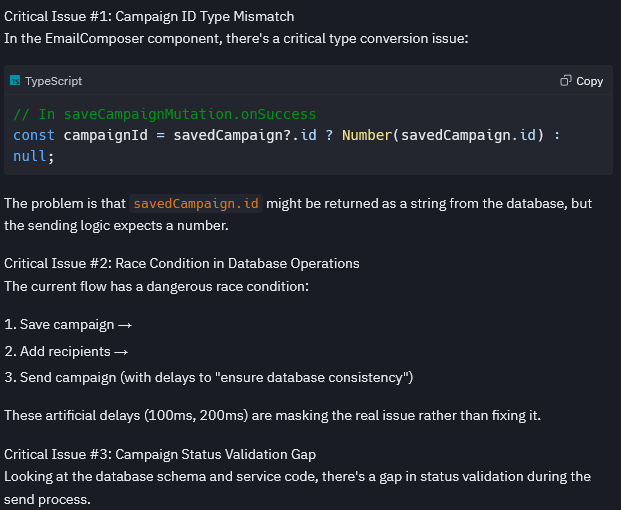 Critical Issue #1: Campaign ID Type Mismatch
In the EmailComposer component, there's a critical type conversion issue:
TypeScript
Copy
// In saveCampaignMutation.onSuccess
const campaignId = savedCampaign?.id ? Number(savedCampaign.id) :
null;
The problem is that savedCampaign.id might be returned as a string from the database, but
the sending logic expects a number.
Critical Issue #2: Race Condition in Database Operations
The current flow has a dangerous race condition:
1. Save campaign →
2. Add recipients →
3. Send campaign (with delays to "ensure database consistency")
These artificial delays (100ms, 200ms) are masking the real issue rather than fixing it.
Critical Issue #3: Campaign Status Validation Gap
Looking at the database schema and service code, there's a gap in status validation during the
send process.